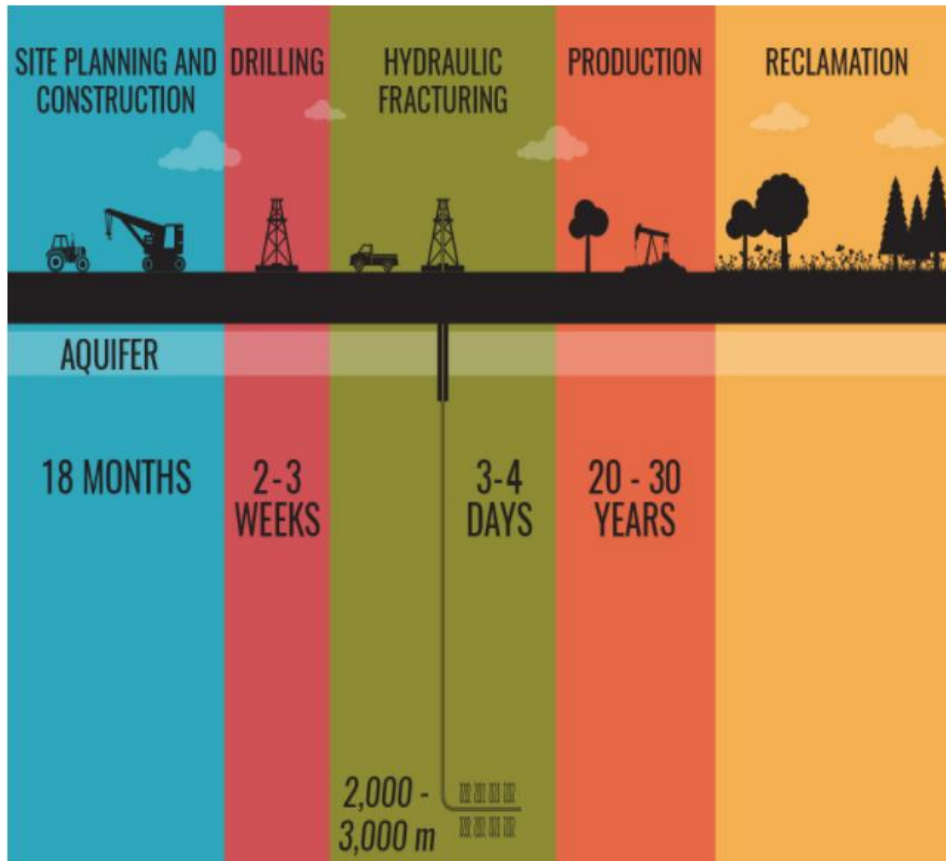 SITE PLANNING AND
CONSTRUCTION
DRILLING
HYDRAULIC
FRACTURING
PRODUCTION
RECLAMATION
AQUIFER
18 MONTHS
2-3
WEEKS
3-4
DAYS
20 - 30
YEARS
2,000 -
3,000 m